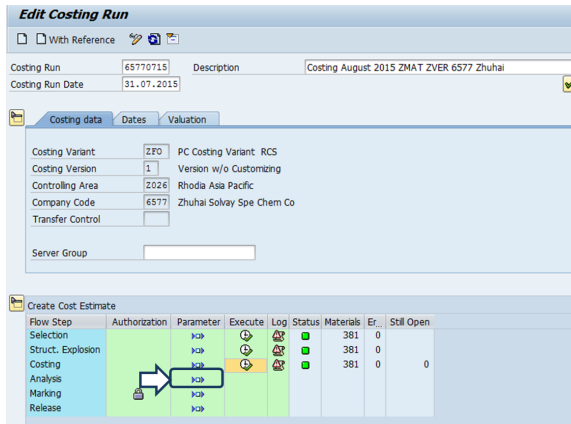 Edit Costing Run
With Reference
Costing Run 65770715 Description Costing August 2015 ZMAT ZVER 6577 Zhuhai
Costing Run Date 31.07.2015
Costing data Dates Valuation
Costing Variant ZFO PC Costing Variant RCS
Costing Version 1 Version w/o Customizing
Controlling Area Z026 Rhodia Asia Pacific
Company Code 6577 Zhuhai Solvay Spe Chem Co
Transfer Control
Server Group
Create Cost Estimate
Flow Step Authorization Parameter Execute Log Status Materials Er... Still Open
Selection 381 0
Struct. Explosion 381 0
Costing 381 0 0
Analysis
Marking
Release